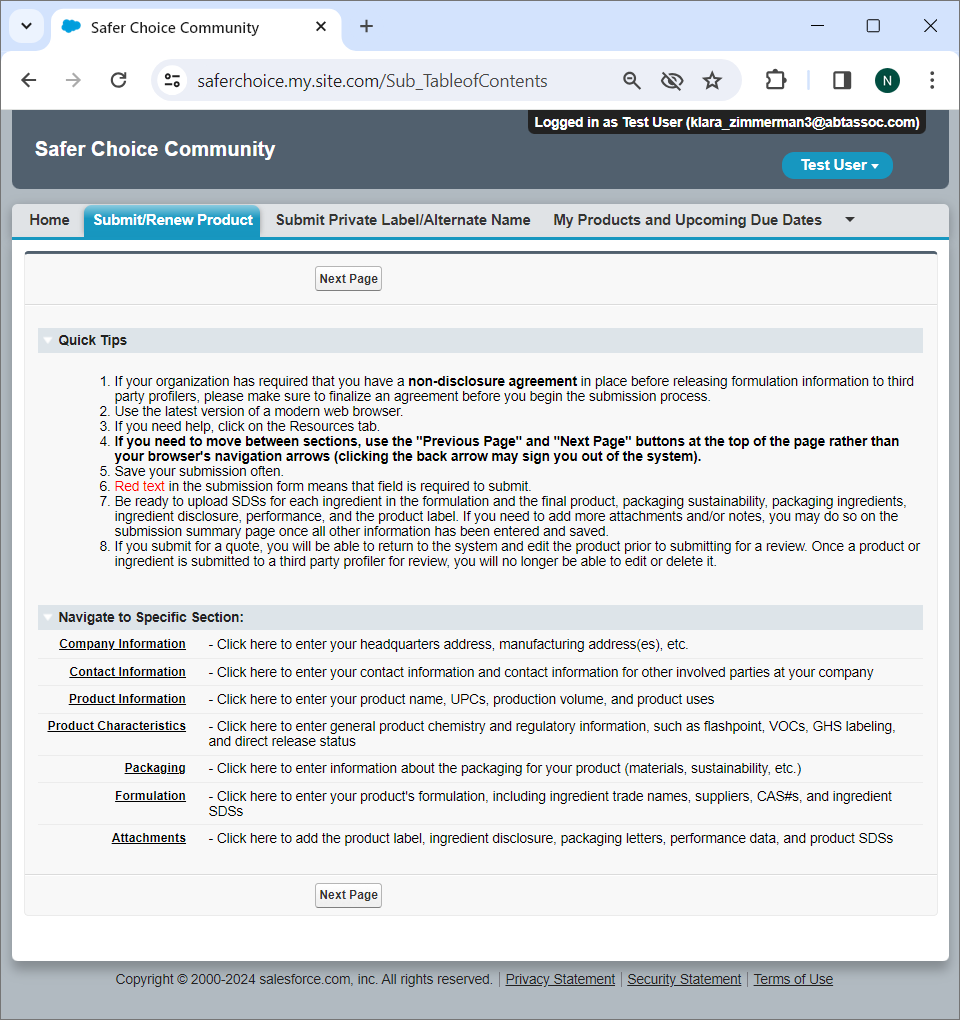 Safer Choice Community
saferchoice.my.site.com/Sub_TableofContents
N
Logged in as Test User (klara_zimmerman3@abtassoc.com)
Safer Choice Community
Test User
Home
Submit/Renew Product
Submit Private Label/Alternate Name
My Products and Upcoming Due Dates
Next Page
Quick Tips
1. If your organization has required that you have a non-disclosure agreement in place before releasing formulation information to third
party profilers, please make sure to finalize an agreement before you begin the submission process.
2. Use the latest version of a modern web browser.
3. If you need help, click on the Resources tab.
4. If you need to move between sections, use the "Previous Page" and "Next Page" buttons at the top of the page rather than
your browser's navigation arrows (clicking the back arrow may sign you out of the system).
5. Save your submission often.
6. Red text in the submission form means that field is required to submit.
7. Be ready to upload SDSs for each ingredient in the formulation and the final product, packaging sustainability, packaging ingredients,
ingredient disclosure, performance, and the product label. If you need to add more attachments and/or notes, you may do so on the
submission summary page once all other information has been entered and saved.
8. If you submit for a quote, you will be able to return to the system and edit the product prior to submitting for a review. Once a product or
ingredient is submitted to a third party profiler for review, you will no longer be able to edit or delete it.
Navigate to Specific Section:
Company Information - Click here to enter your headquarters address, manufacturing address(es), etc.
Contact Information - Click here to enter your contact information and contact information for other involved parties at your company
Product Information - Click here to enter your product name, UPCs, production volume, and product uses
Product Characteristics - Click here to enter general product chemistry and regulatory information, such as flashpoint, VOCs, GHS labeling,
and direct release status
Packaging - Click here to enter information about the packaging for your product (materials, sustainability, etc.)
Formulation - Click here to enter your product's formulation, including ingredient trade names, suppliers, CAS#s, and ingredient
SDSs
Attachments - Click here to add the product label, ingredient disclosure, packaging letters, performance data, and product SDSs
Next Page
Copyright © 2000-2024 salesforce.com, inc. All rights reserved. | Privacy Statement | Security Statement | Terms of Use